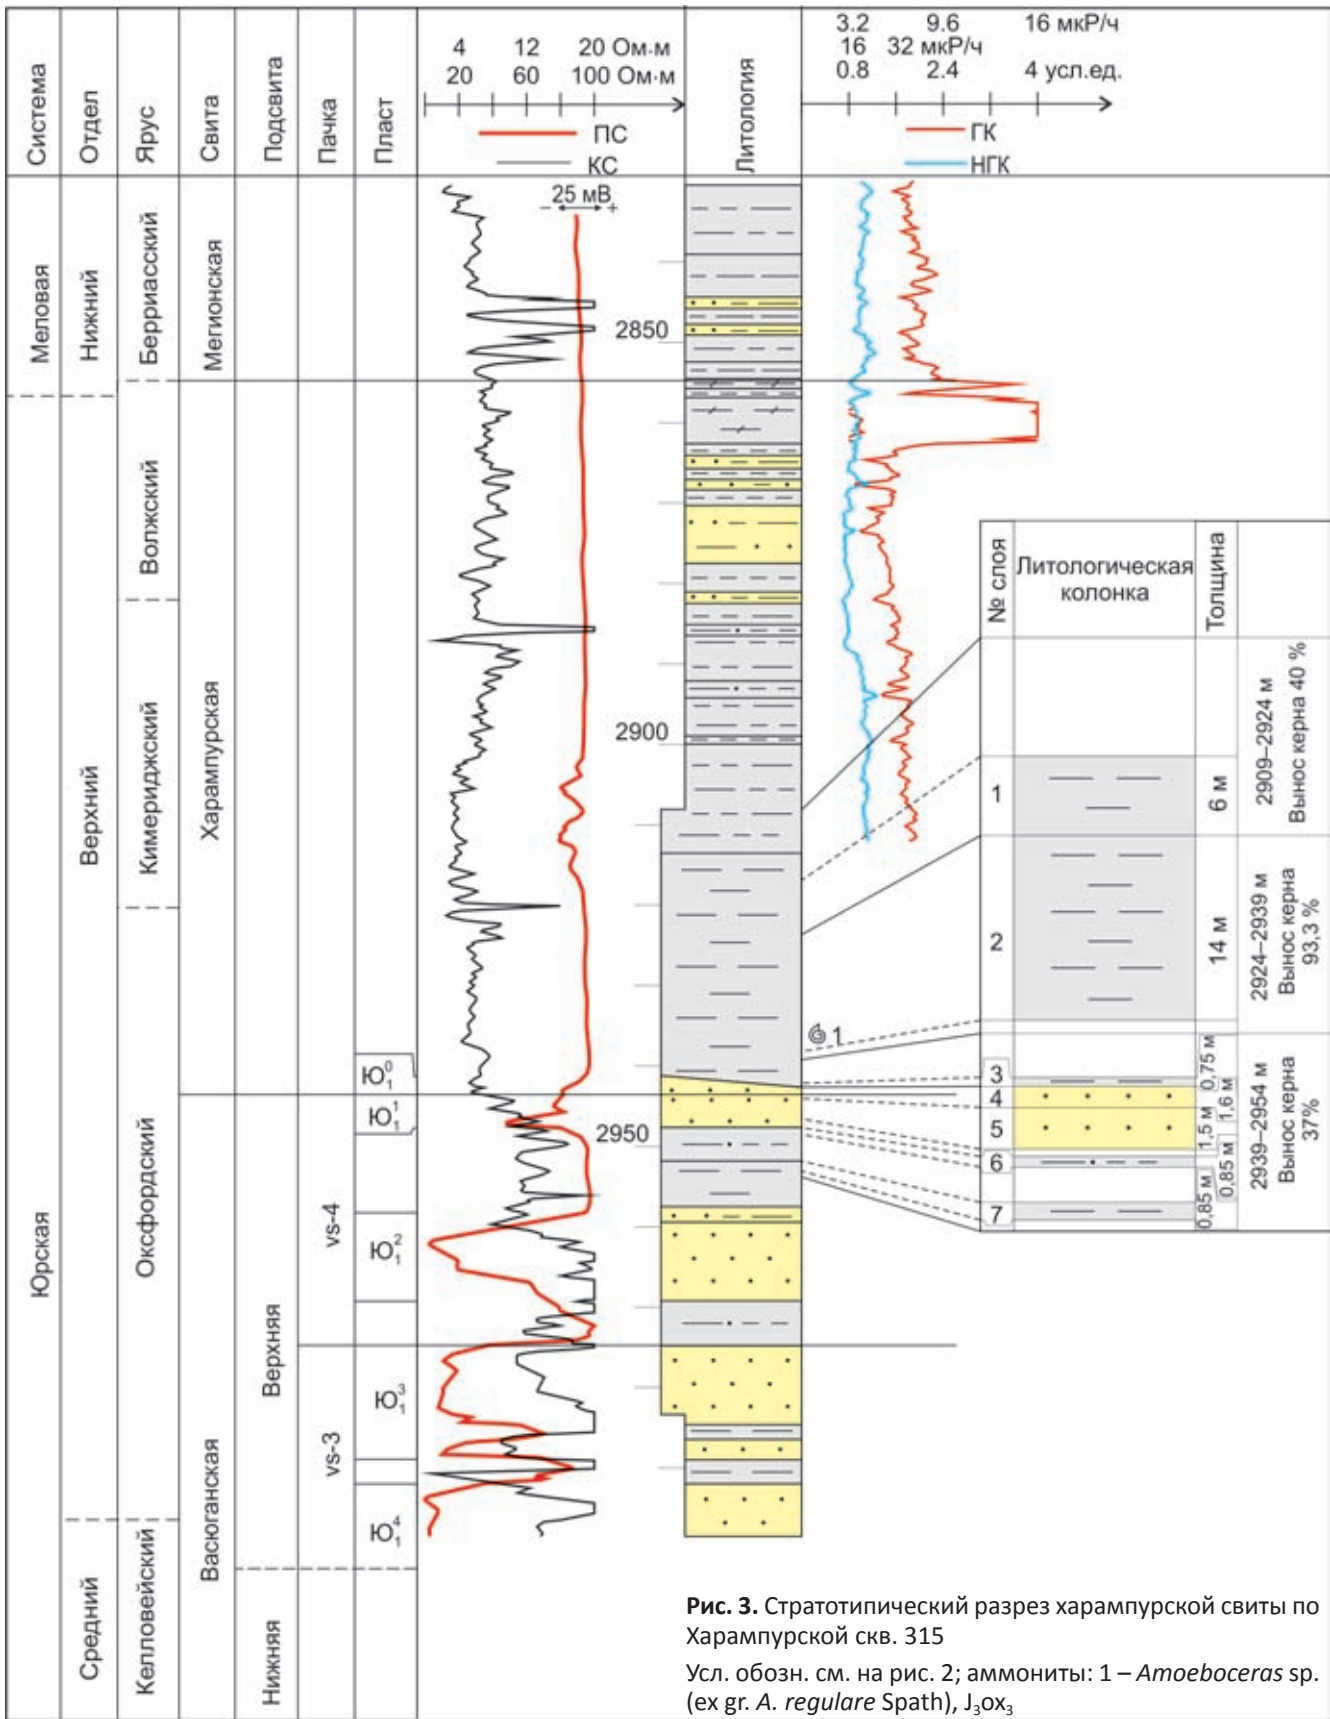 Система
Отдел
Ярус
Свита
Подсвита
Пачка
Пласт
4 12 20 Ом·м
20 60 100 Ом·м
ПС
КС
Литология
3.2 9.6 16 мкР/ч
16 32 мкР/ч
0.8 2.4 4 усл.ед.
ГК
НГК
− 25 мВ +
Меловая
Нижний
Берриасский
Мегионская
2850
Юрская
Верхний
Волжский
Кимериджский
Харампурская
2900
Оксфордский
Ю₁⁰
Ю₁¹
2950
vs-4
Ю₁²
Васюганская
Верхняя
vs-3
Ю₁³
Ю₁⁴
Средний
Келловейский
Нижняя
1
№ слоя
Литологическая
колонка
Толщина
1
6 м
2909–2924 м
Вынос керна 40 %
2
14 м
2924–2939 м
Вынос керна
93,3 %
3
0,75 м
4
1,6 м
5
1,5 м
6
0,85 м
7
0,85 м
2939–2954 м
Вынос керна
37%
Рис. 3. Стратотипический разрез харампурской свиты по
Харампурской скв. 315
Усл. обозн. см. на рис. 2; аммониты: 1 – Amoeboceras sp.
(ex gr. A. regulare Spath), J₃ox₃